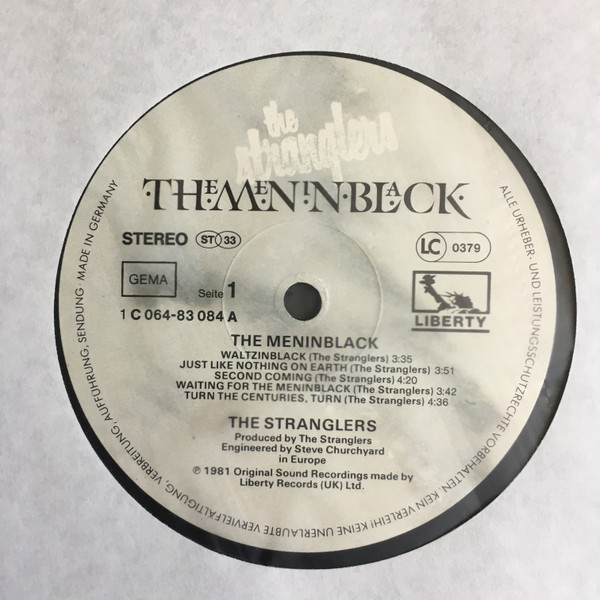 the
stranglers
THEMENINBLACK
STEREO ST 33
LC 0379
GEMA
Seite 1
LIBERTY
1 C 064-83 084 A
THE MENINBLACK
WALTZINBLACK (The Stranglers) 3:35
JUST LIKE NOTHING ON EARTH (The Stranglers) 3:51
SECOND COMING (The Stranglers) 4:20
WAITING FOR THE MENINBLACK (The Stranglers) 3:42
TURN THE CENTURIES, TURN (The Stranglers) 4:36
THE STRANGLERS
Produced by The Stranglers
Engineered by Steve Churchyard
in Europe
℗ 1981 Original Sound Recordings made by
Liberty Records (UK) Ltd.
ALLE URHEBER- UND LEISTUNGSSCHUTZRECHTE VORBEHALTEN. KEIN VERLEIH! KEINE UNERLAUBTE VERVIELFÄLTIGUNG, VERBREITUNG, AUFFÜHRUNG, SENDUNG · MADE IN GERMANY